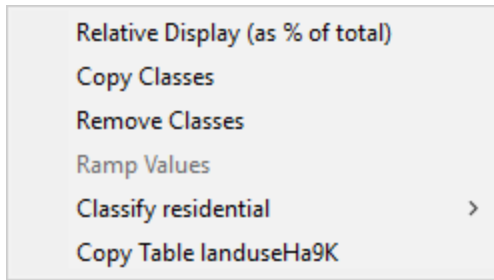 Relative Display (as % of total)
Copy Classes
Remove Classes
Ramp Values
Classify residential
Copy Table landuseHa9K